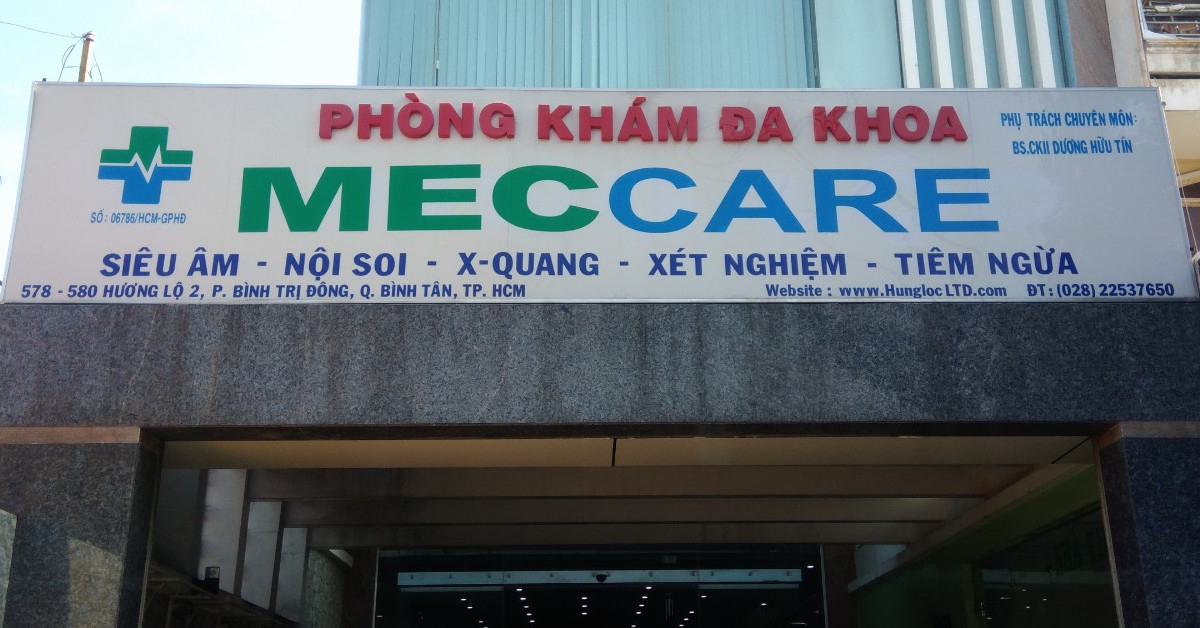 PHÒNG KHÁM ĐA KHOA
PHỤ TRÁCH CHUYÊN MÔN:
BS.CKII DƯƠNG HỮU TÍN
MECCARE
SỐ: 06786/HCM-GPHĐ
SIÊU ÂM - NỘI SOI - X-QUANG - XÉT NGHIỆM - TIÊM NGỪA
578 - 580 HƯƠNG LỘ 2, P. BÌNH TRỊ ĐÔNG, Q. BÌNH TÂN, TP. HCM
Website : www.HunglocLTD.com ĐT: (028) 22537650